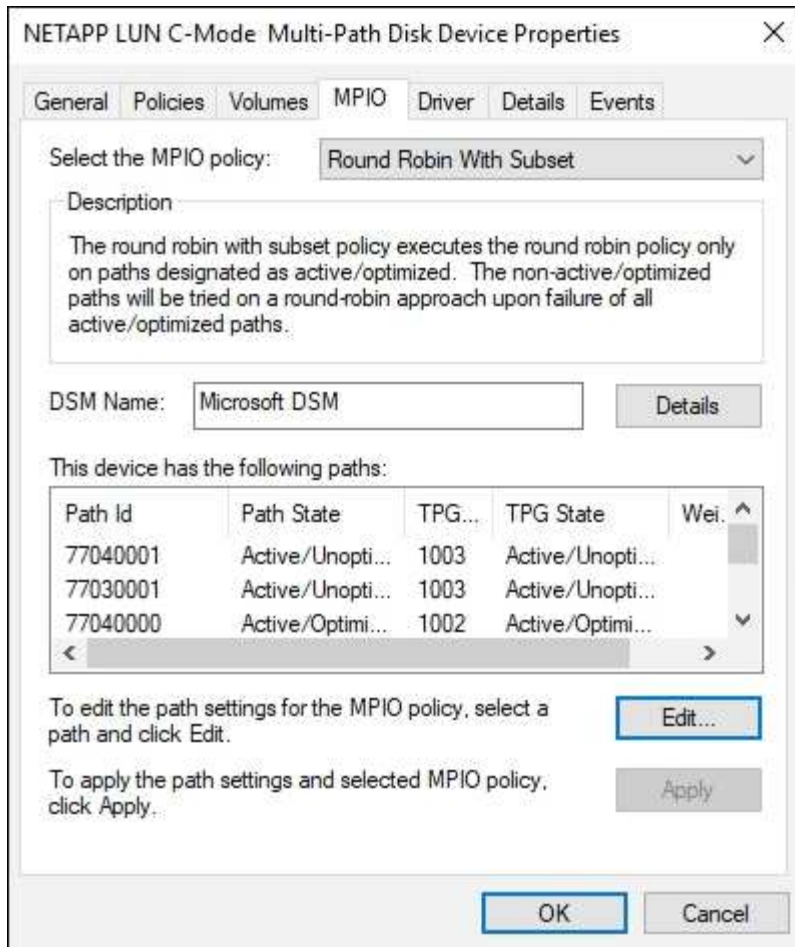 NETAPP LUN C-Mode  Multi-Path Disk Device Properties
General Policies Volumes MPIO Driver Details Events
Select the MPIO policy: Round Robin With Subset
Description
The round robin with subset policy executes the round robin policy only
on paths designated as active/optimized.  The non-active/optimized
paths will be tried on a round-robin approach upon failure of all
active/optimized paths.
DSM Name: Microsoft DSM Details
This device has the following paths:
Path Id Path State TPG... TPG State Wei.
77040001 Active/Unopti... 1003 Active/Unopti...
77030001 Active/Unopti... 1003 Active/Unopti...
77040000 Active/Optimi... 1002 Active/Optimi...
To edit the path settings for the MPIO policy, select a
path and click Edit.
Edit...
To apply the path settings and selected MPIO policy,
click Apply.
Apply
OK Cancel